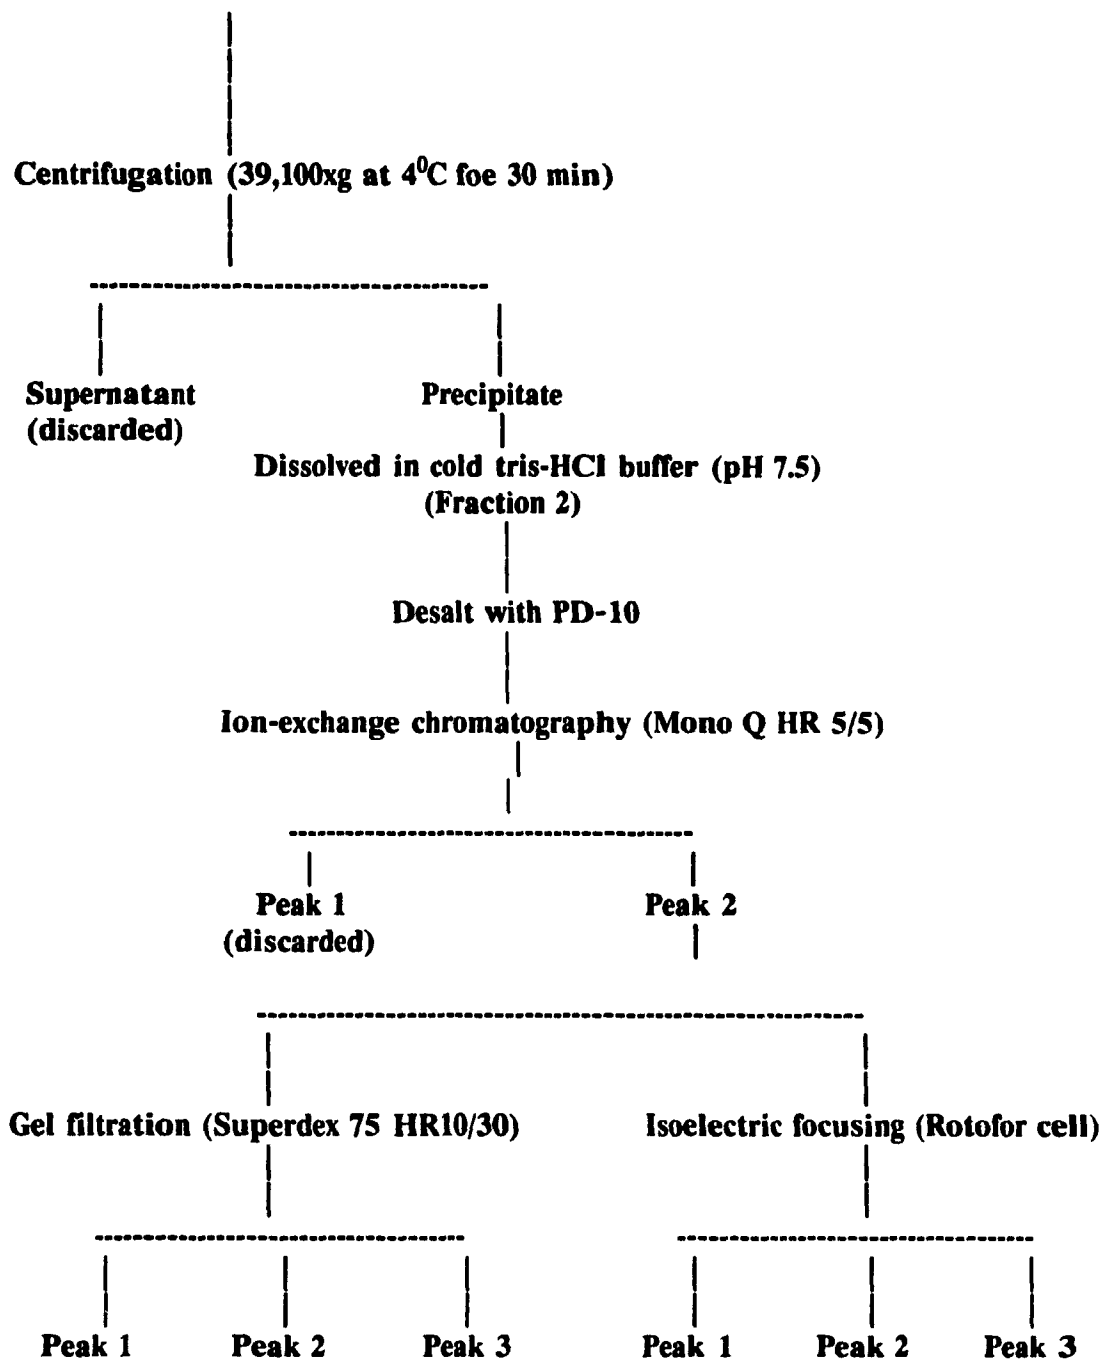 Centrifugation (39,100xg at 4⁰C foe 30 min)
Supernatant
(discarded)
Precipitate
Dissolved in cold tris-HCl buffer (pH 7.5)
(Fraction 2)
Desalt with PD-10
Ion-exchange chromatography (Mono Q HR 5/5)
Peak 1
(discarded)
Peak 2
Gel filtration (Superdex 75 HR10/30)
Isoelectric focusing (Rotofor cell)
Peak 1
Peak 2
Peak 3
Peak 1
Peak 2
Peak 3